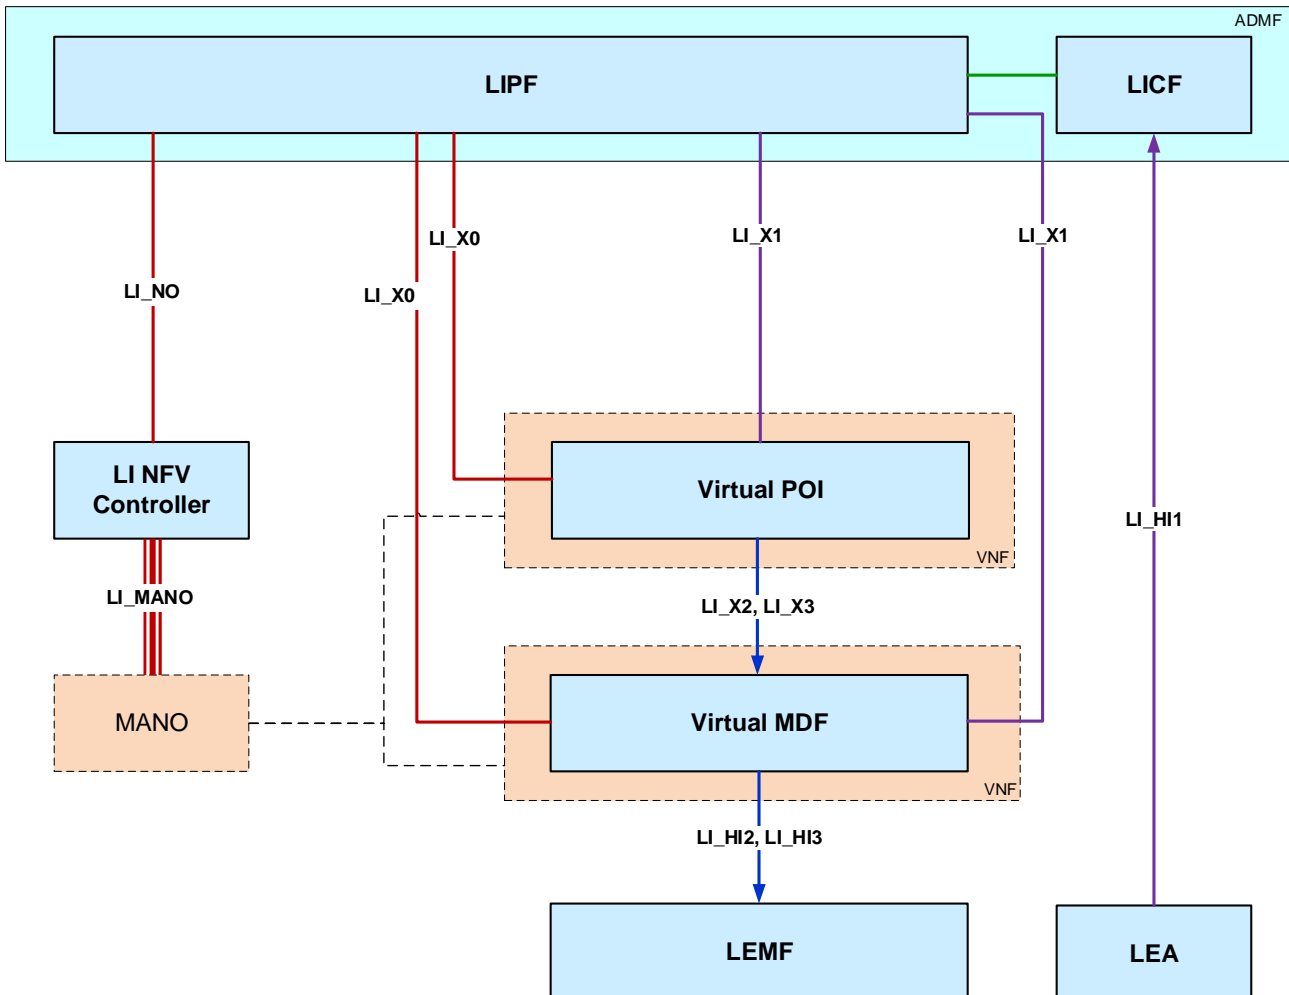 ADMF
LIPF
LICF
LI_X0
LI_X1
LI_X1
LI_NO
LI_X0
LI NFV
Controller
Virtual POI
VNF
LI_HI1
LI_MANO
LI_X2, LI_X3
MANO
Virtual MDF
VNF
LI_HI2, LI_HI3
LEMF
LEA